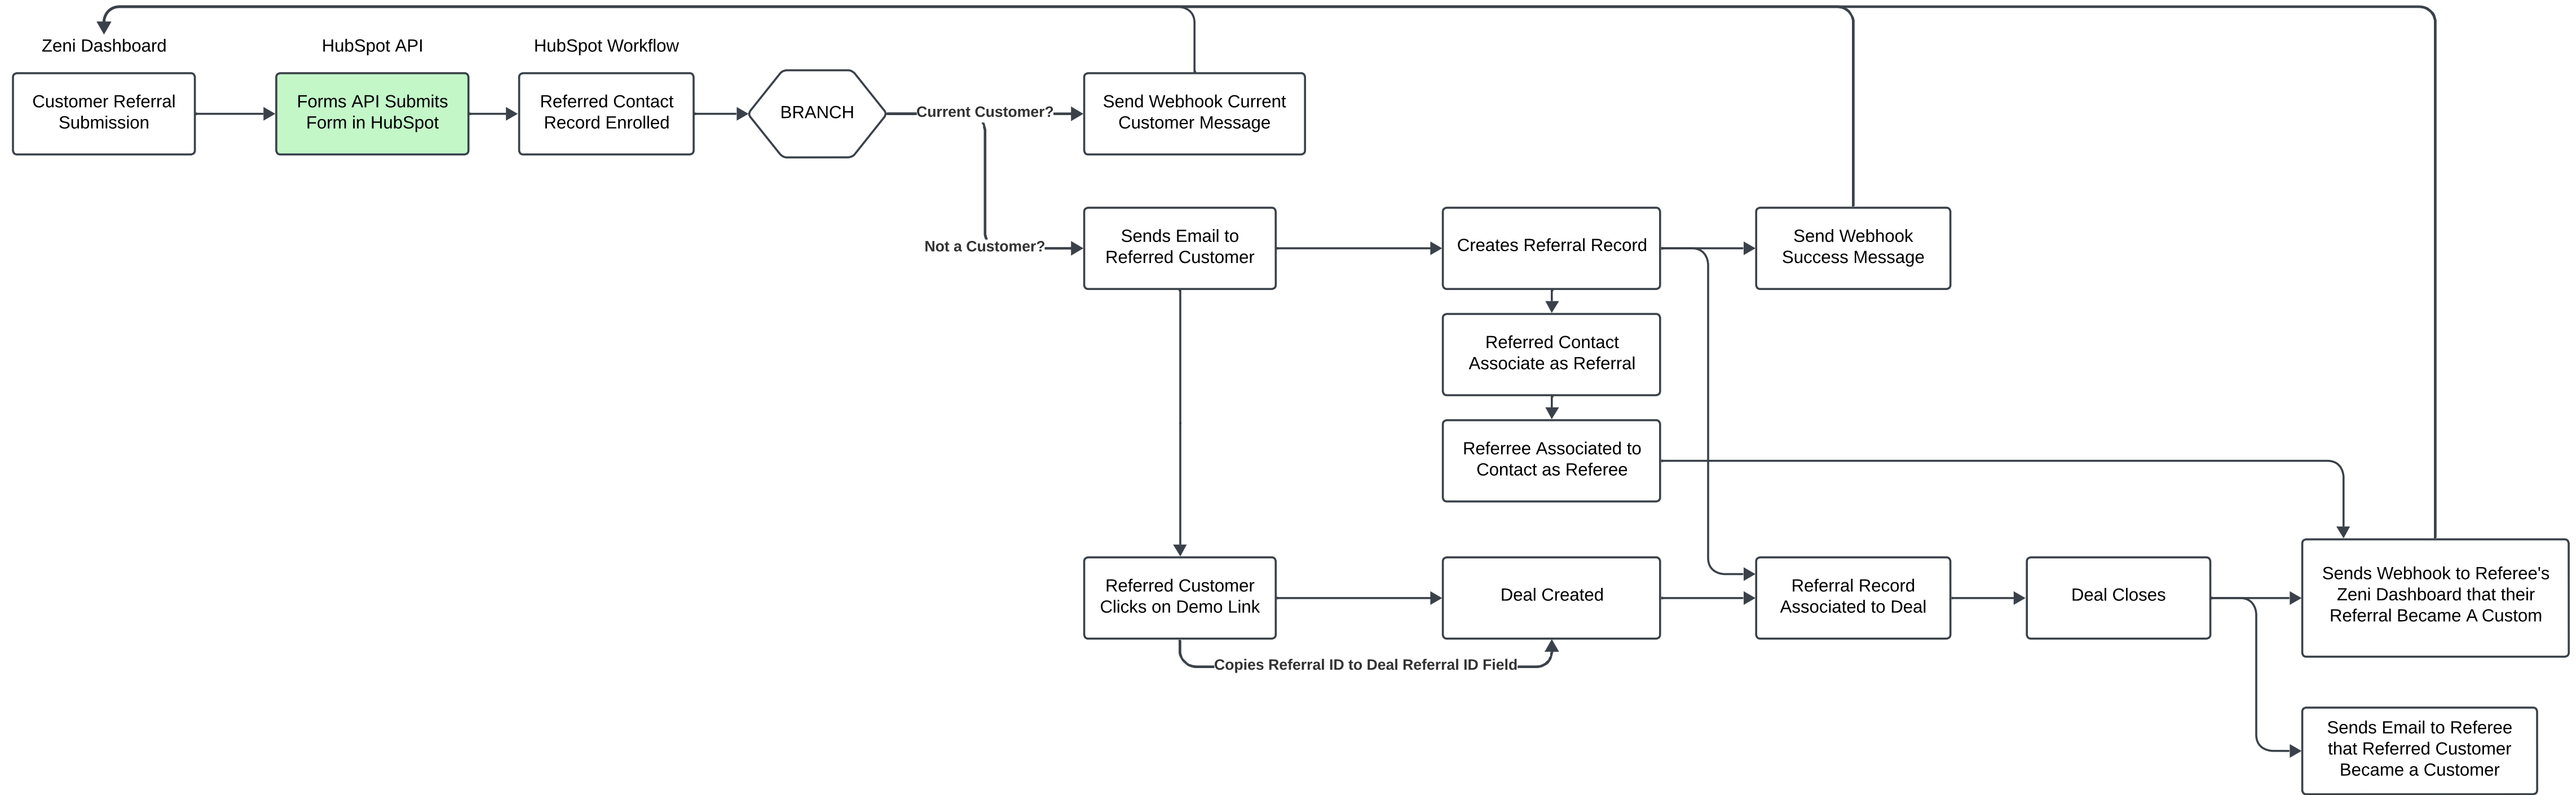 Zeni Dashboard
HubSpot API
HubSpot Workflow
Customer Referral
Submission
Forms API Submits
Form in HubSpot
Referred Contact
Record Enrolled
BRANCH
Current Customer?
Send Webhook Current
Customer Message
Not a Customer?
Sends Email to
Referred Customer
Creates Referral Record
Send Webhook
Success Message
Referred Contact
Associate as Referral
Referree Associated to
Contact as Referee
Referred Customer
Clicks on Demo Link
Deal Created
Referral Record
Associated to Deal
Deal Closes
Sends Webhook to Referee's
Zeni Dashboard that their
Referral Became A Custom
Copies Referral ID to Deal Referral ID Field
Sends Email to Referee
that Referred Customer
Became a Customer